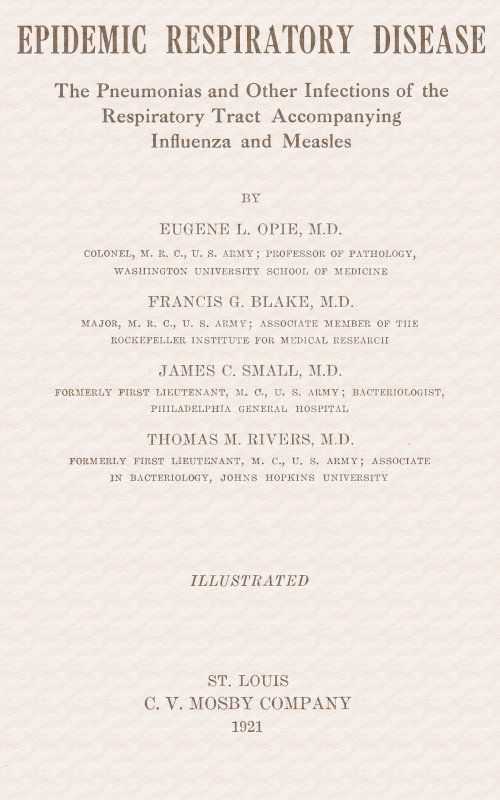 EPIDEMIC RESPIRATORY DISEASE
The Pneumonias and Other Infections of the
Respiratory Tract Accompanying
Influenza and Measles
BY
EUGENE L. OPIE, M.D.
COLONEL, M. R. C., U. S. ARMY; PROFESSOR OF PATHOLOGY,
WASHINGTON UNIVERSITY SCHOOL OF MEDICINE
FRANCIS G. BLAKE, M.D.
MAJOR, M. R. C., U. S. ARMY; ASSOCIATE MEMBER OF THE
ROCKEFELLER INSTITUTE FOR MEDICAL RESEARCH
JAMES C. SMALL, M.D.
FORMERLY FIRST LIEUTENANT, M. C., U. S. ARMY; BACTERIOLOGIST,
PHILADELPHIA GENERAL HOSPITAL
THOMAS M. RIVERS, M.D.
FORMERLY FIRST LIEUTENANT, M. C., U. S. ARMY; ASSOCIATE
IN BACTERIOLOGY, JOHNS HOPKINS UNIVERSITY
ILLUSTRATED
ST. LOUIS
C. V. MOSBY COMPANY
1921